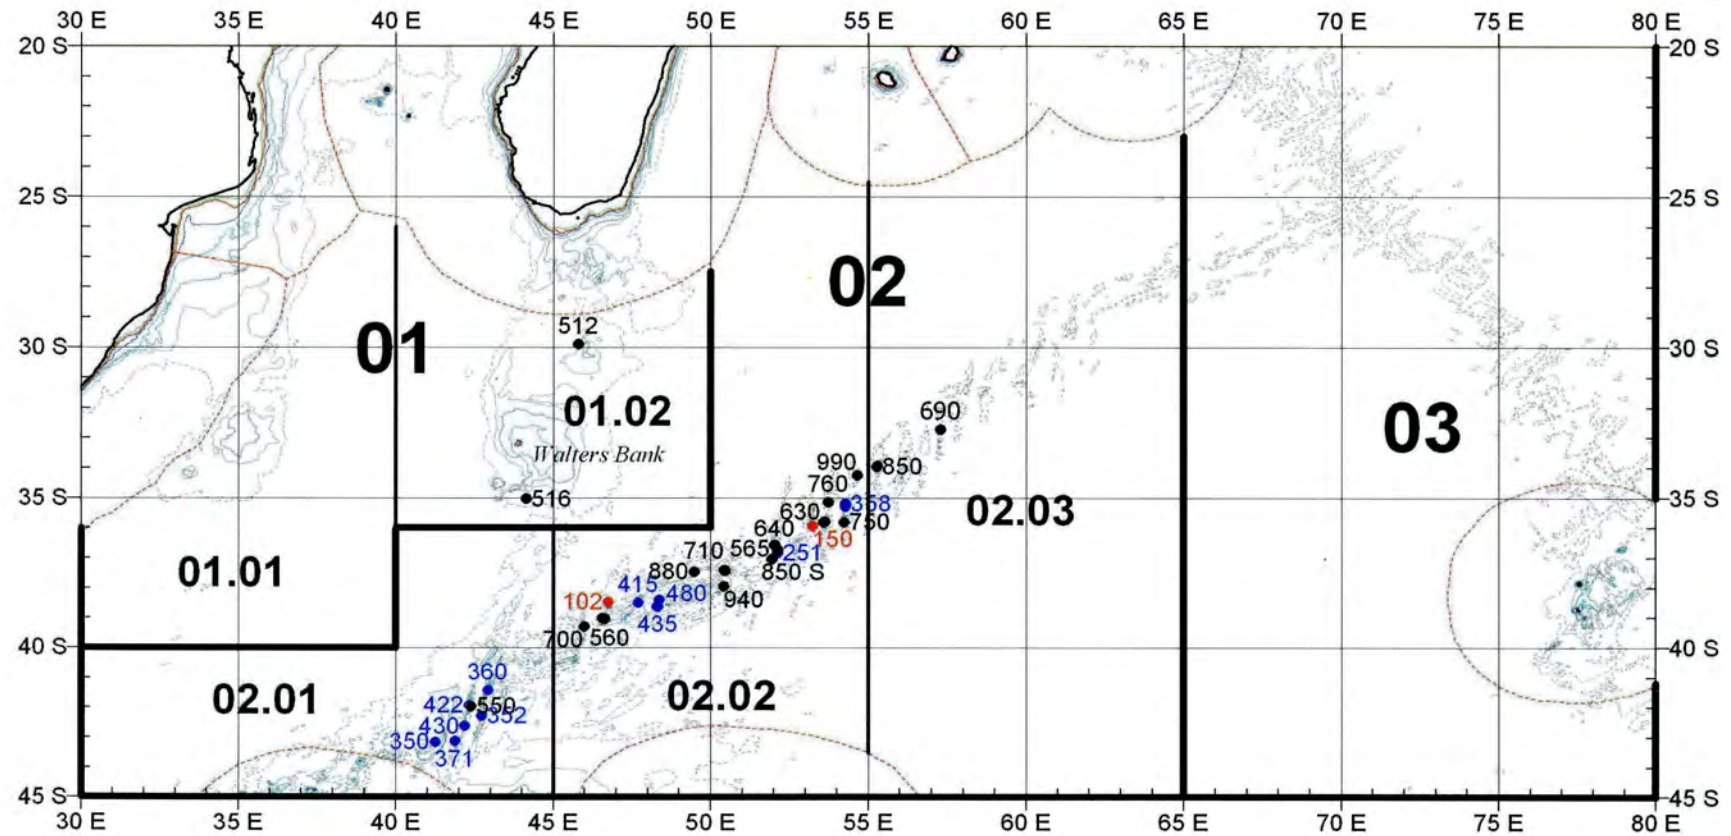 30 E 35 E 40 E 45 E 50 E 55 E 60 E 65 E 70 E 75 E 80 E
20 S 20 S
25 S 25 S
02
512
30 S 01 30 S
01.02 690 03
Walters Bank 990 850
760
35 S 516 630 358 02.03 35 S
640 750
150
710 565 251
01.01 880 850 S
415 480 940
102 435
700 560
40 S 40 S
360
02.01 422 550 02.02
430 352
350 371
45 S 45 S
30 E 35 E 40 E 45 E 50 E 55 E 60 E 65 E 70 E 75 E 80 E